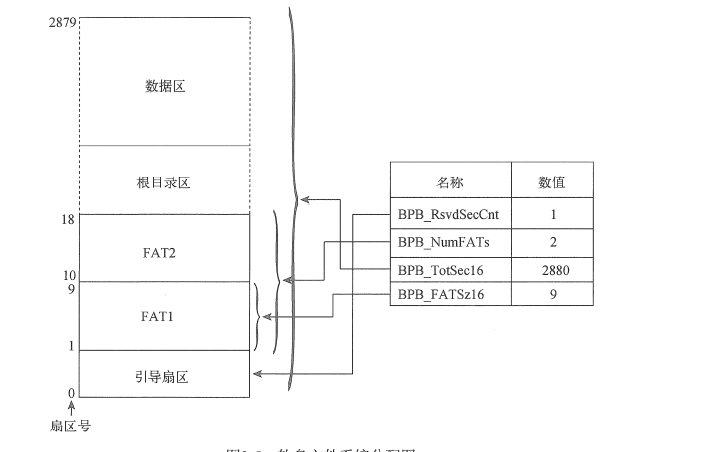 2879
数据区
根目录区
18
FAT2
10
9
FAT1
1
引导扇区
0
扇区号
名称 数值
BPB_RsvdSecCnt 1
BPB_NumFATs 2
BPB_TotSec16 2880
BPB_FATSz16 9